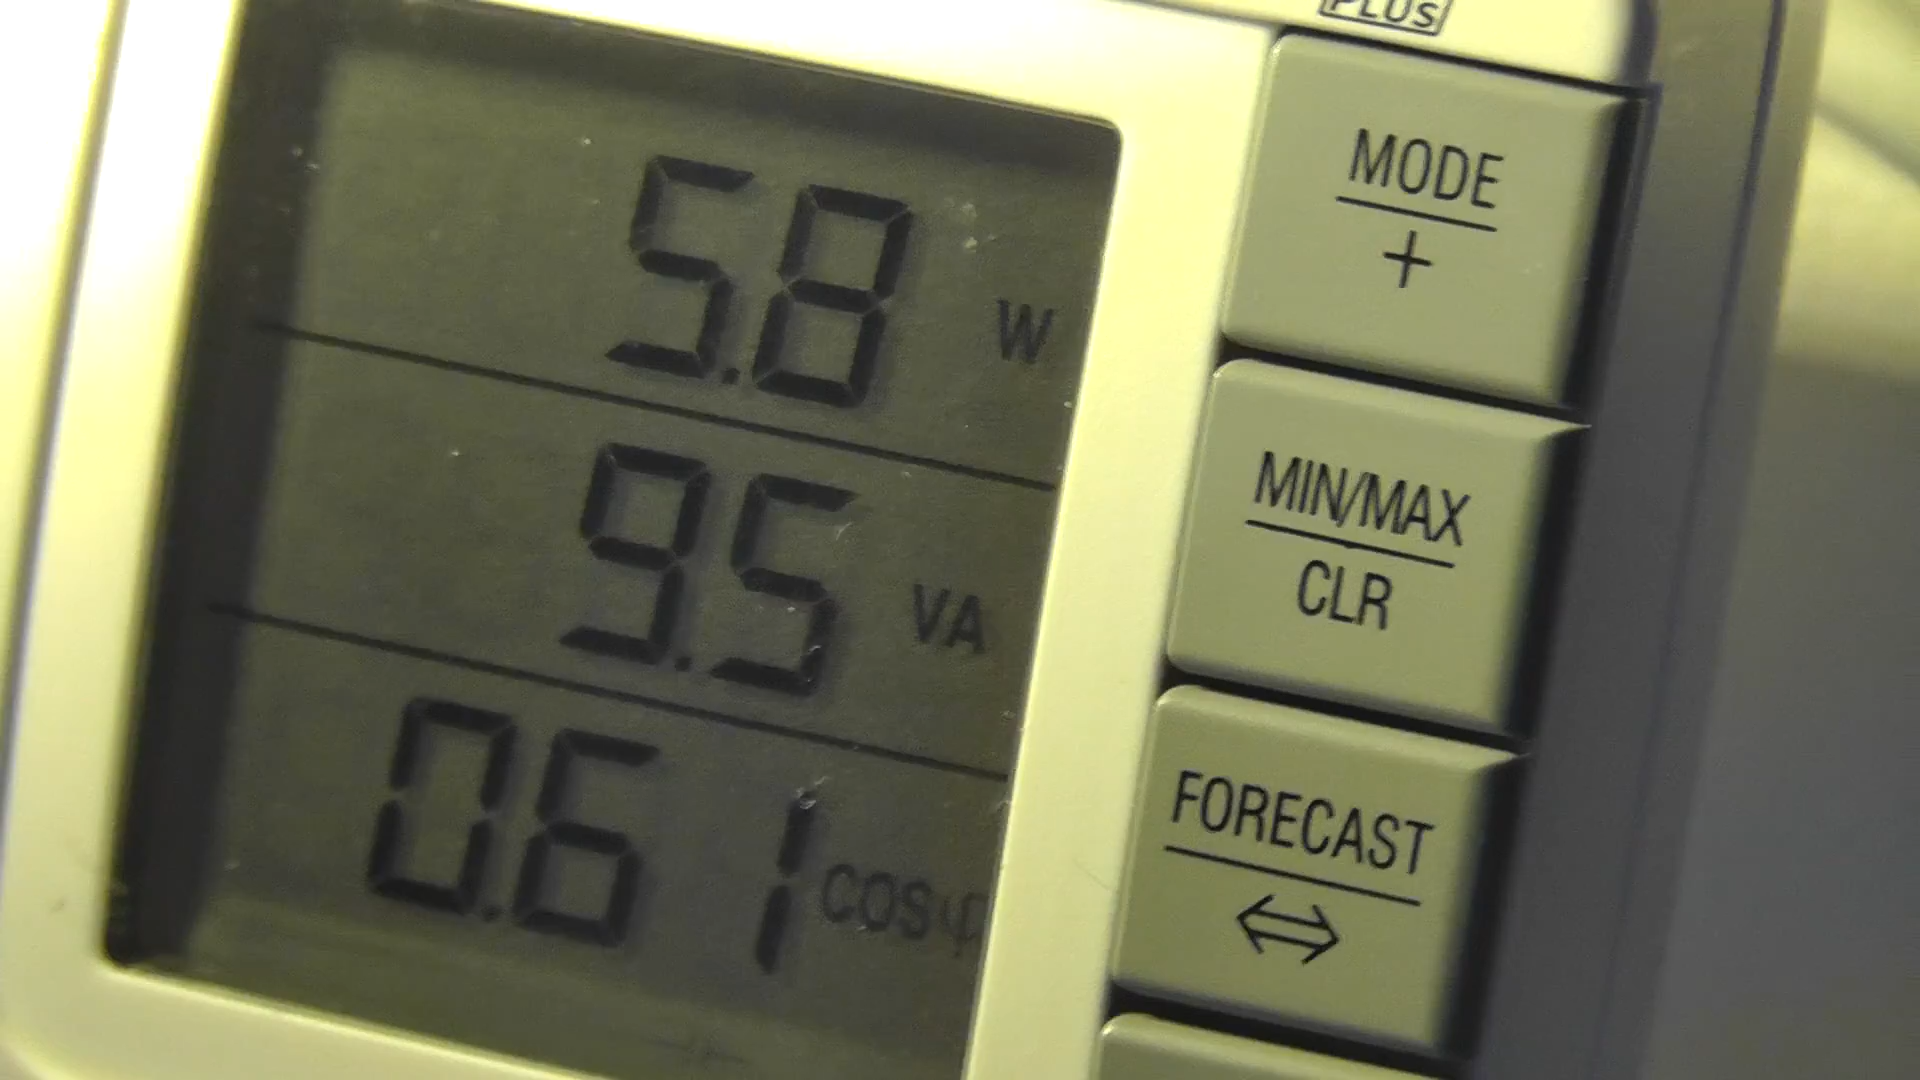 PLUs
5.8 W
9.5 VA
0.61 COSφ
MODE
+
MIN/MAX
CLR
FORECAST
⇔